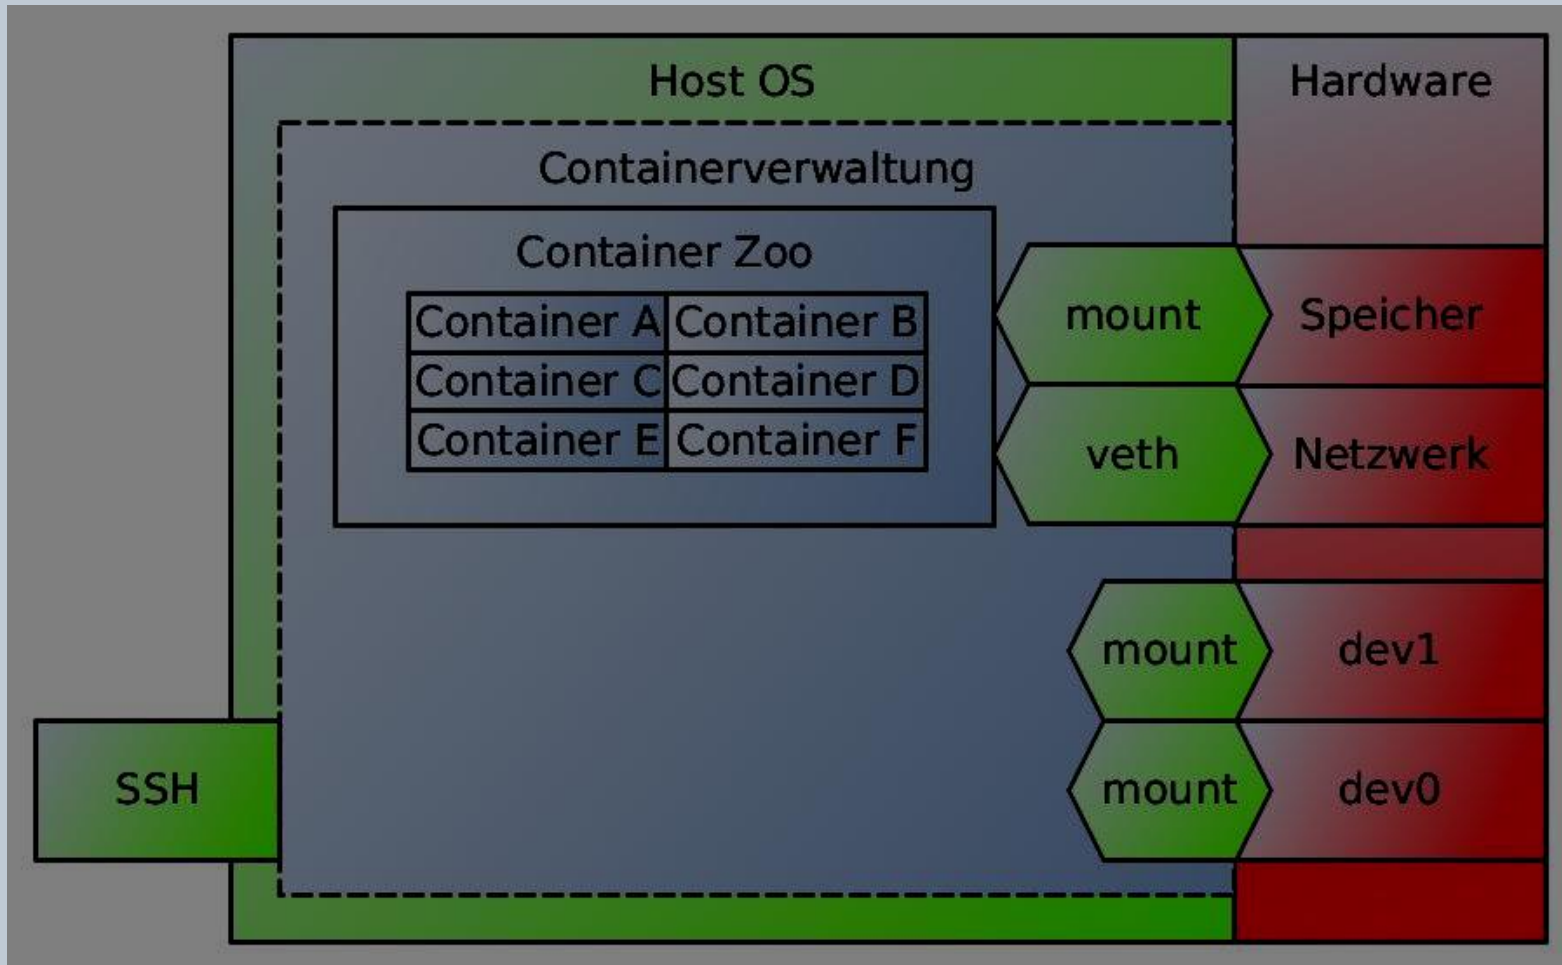 Host OS
Hardware
Containerverwaltung
Container Zoo
Container A
Container B
Container C
Container D
Container E
Container F
mount
Speicher
veth
Netzwerk
mount
dev1
SSH
mount
dev0